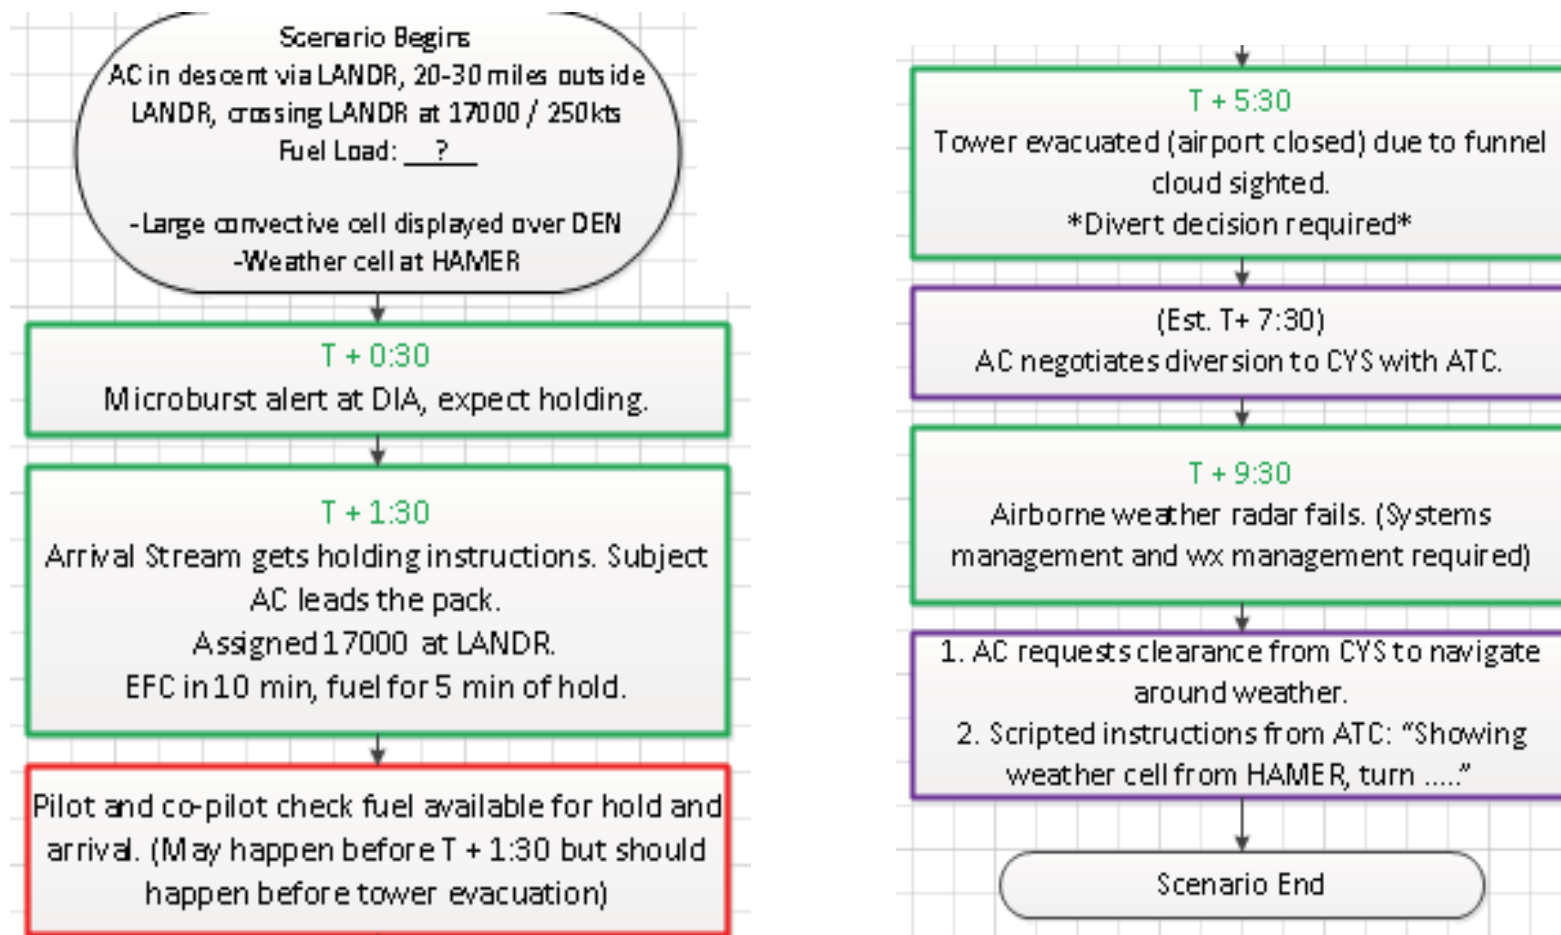 Scenario Begins
AC in descent via LANDR, 20-30 miles outside
LANDR, crossing LANDR at 17000 / 250kts
Fuel Load: __?__
-Large convective cell displayed over DEN
-Weather cell at HAMER
T + 0:30
Microburst alert at DIA, expect holding.
T + 1:30
Arrival Stream gets holding instructions. Subject
AC leads the pack.
Assigned 17000 at LANDR.
EFC in 10 min, fuel for 5 min of hold.
Pilot and co-pilot check fuel available for hold and
arrival. (May happen before T + 1:30 but should
happen before tower evacuation)
T + 5:30
Tower evacuated (airport closed) due to funnel
cloud sighted.
*Divert decision required*
(Est. T+ 7:30)
AC negotiates diversion to CYS with ATC.
T + 9:30
Airborne weather radar fails. (Systems
management and wx management required)
1. AC requests clearance from CYS to navigate
around weather.
2. Scripted instructions from ATC: “Showing
weather cell from HAMER, turn .....”
Scenario End